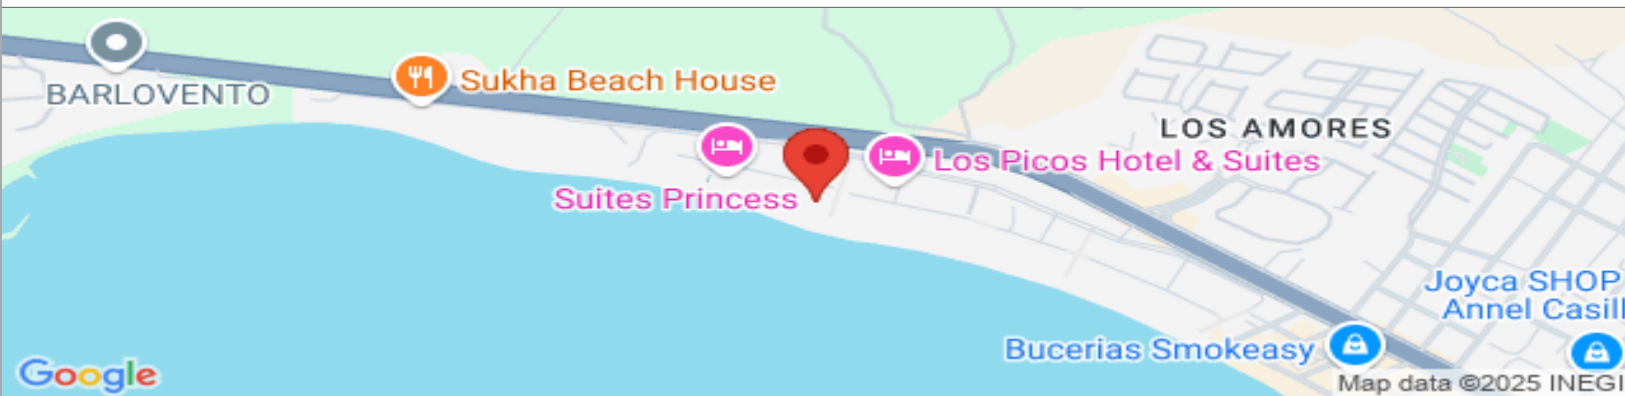 BARLOVENTO
Sukha Beach House
LOS AMORES
Los Picos Hotel & Suites
Suites Princess
Joyca SHOP
Annel Casill
Bucerias Smokeasy
Google
Map data ©2025 INEGI